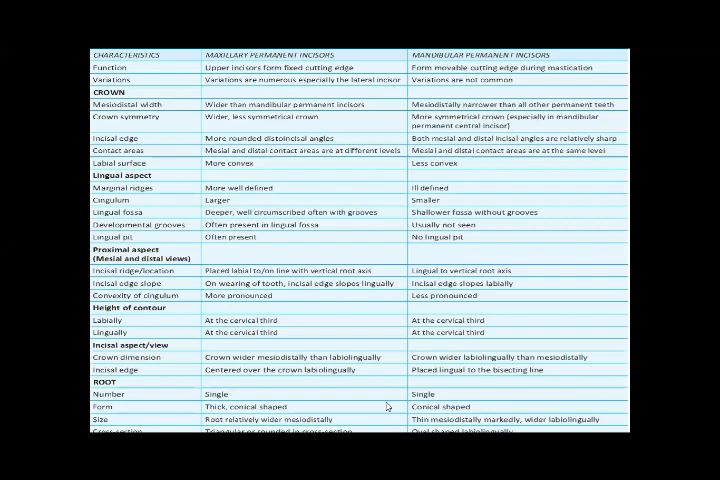 CHARACTERISTICS MAXILLARY PERMANENT INCISORS MANDIBULAR PERMANENT INCISORS
Function Upper incisors form fixed cutting edge Form movable cutting edge during mastication
Variations Variations are numerous especially the lateral incisor Variations are not common
CROWN
Mesiodistal width Wider than mandibular permanent incisors Mesiodistally narrower than all other permanent teeth
Crown symmetry Wider, less symmetrical crown More symmetrical crown (especially in mandibular
permanent central incisor)
Incisal edge More rounded distoincisal angles Both mesial and distal incisal angles are relatively sharp
Contact areas Mesial and distal contact areas are at different levels Mesial and distal contact areas are at the same level
Labial surface More convex Less convex
Lingual aspect
Marginal ridges More well defined Ill defined
Cingulum Larger Smaller
Lingual fossa Deeper, well circumscribed often with grooves Shallower fossa without grooves
Developmental grooves Often present in lingual fossa Usually not seen
Lingual pit Often present No lingual pit
Proximal aspect
(Mesial and distal views)
Incisal ridge/location Placed labial to/on line with vertical root axis Lingual to vertical root axis
Incisal edge slope On wearing of tooth, incisal edge slopes lingually Incisal edge slopes labially
Convexity of cingulum More pronounced Less pronounced
Height of contour
Labially At the cervical third At the cervical third
Lingually At the cervical third At the cervical third
Incisal aspect/view
Crown dimension Crown wider mesiodistally than labiolingually Crown wider labiolingually than mesiodistally
Incisal edge Centered over the crown labiolingually Placed lingual to the bisecting line
ROOT
Number Single Single
Form Thick, conical shaped Conical shaped
Size Root relatively wider mesiodistally Thin mesiodistally markedly, wider labiolingually
Cross-section Triangular or rounded in cross-section Oval shaped labiolingually